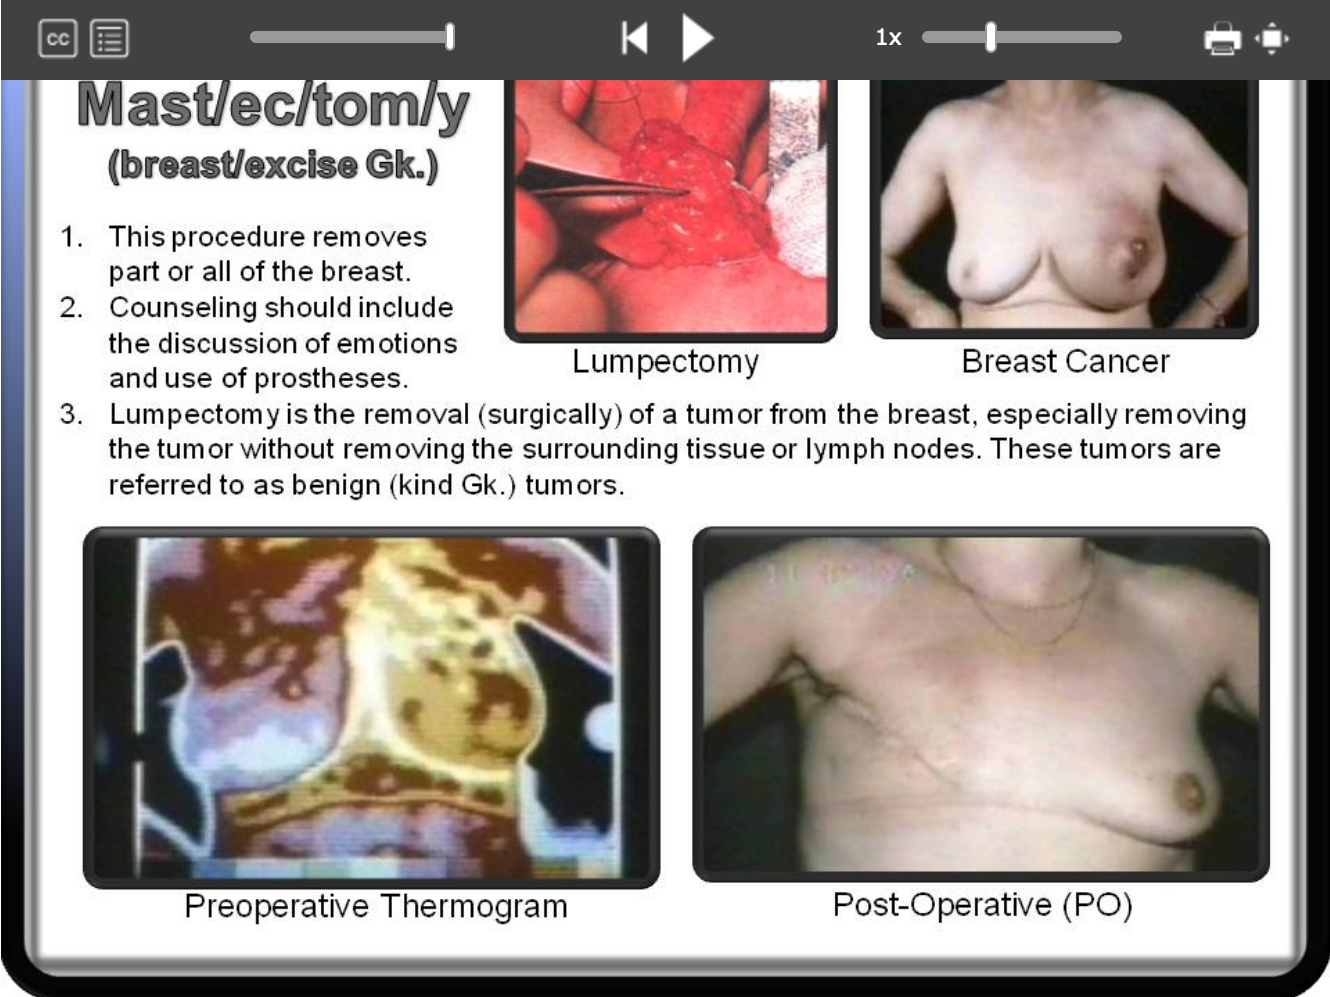 CC
1x
Mast/ec/tom/y
(breast/excise Gk.)
1. This procedure removes
part or all of the breast.
2. Counseling should include
the discussion of emotions
and use of prostheses.
Lumpectomy
Breast Cancer
3. Lumpectomy is the removal (surgically) of a tumor from the breast, especially removing
the tumor without removing the surrounding tissue or lymph nodes. These tumors are
referred to as benign (kind Gk.) tumors.
Preoperative Thermogram
Post-Operative (PO)